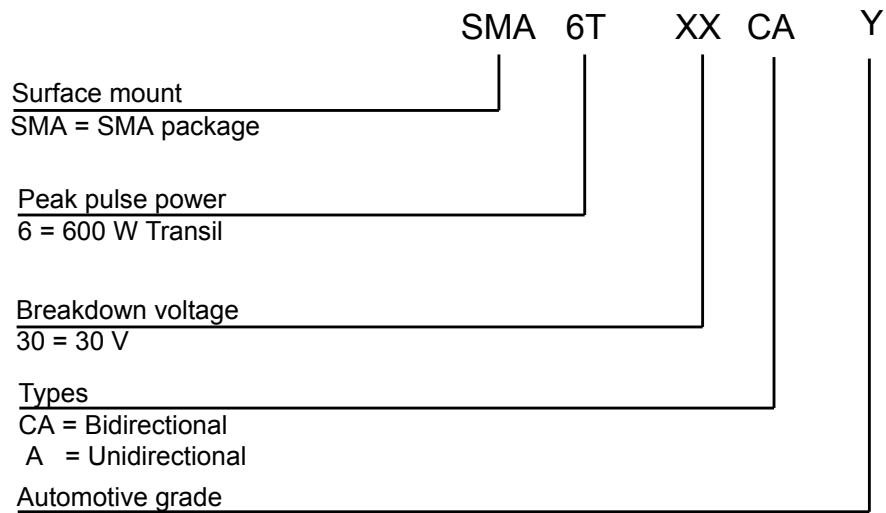 SMA 6T XX CA Y
Surface mount
SMA = SMA package
Peak pulse power
6 = 600 W Transil
Breakdown voltage
30 = 30 V
Types
CA = Bidirectional
A = Unidirectional
Automotive grade